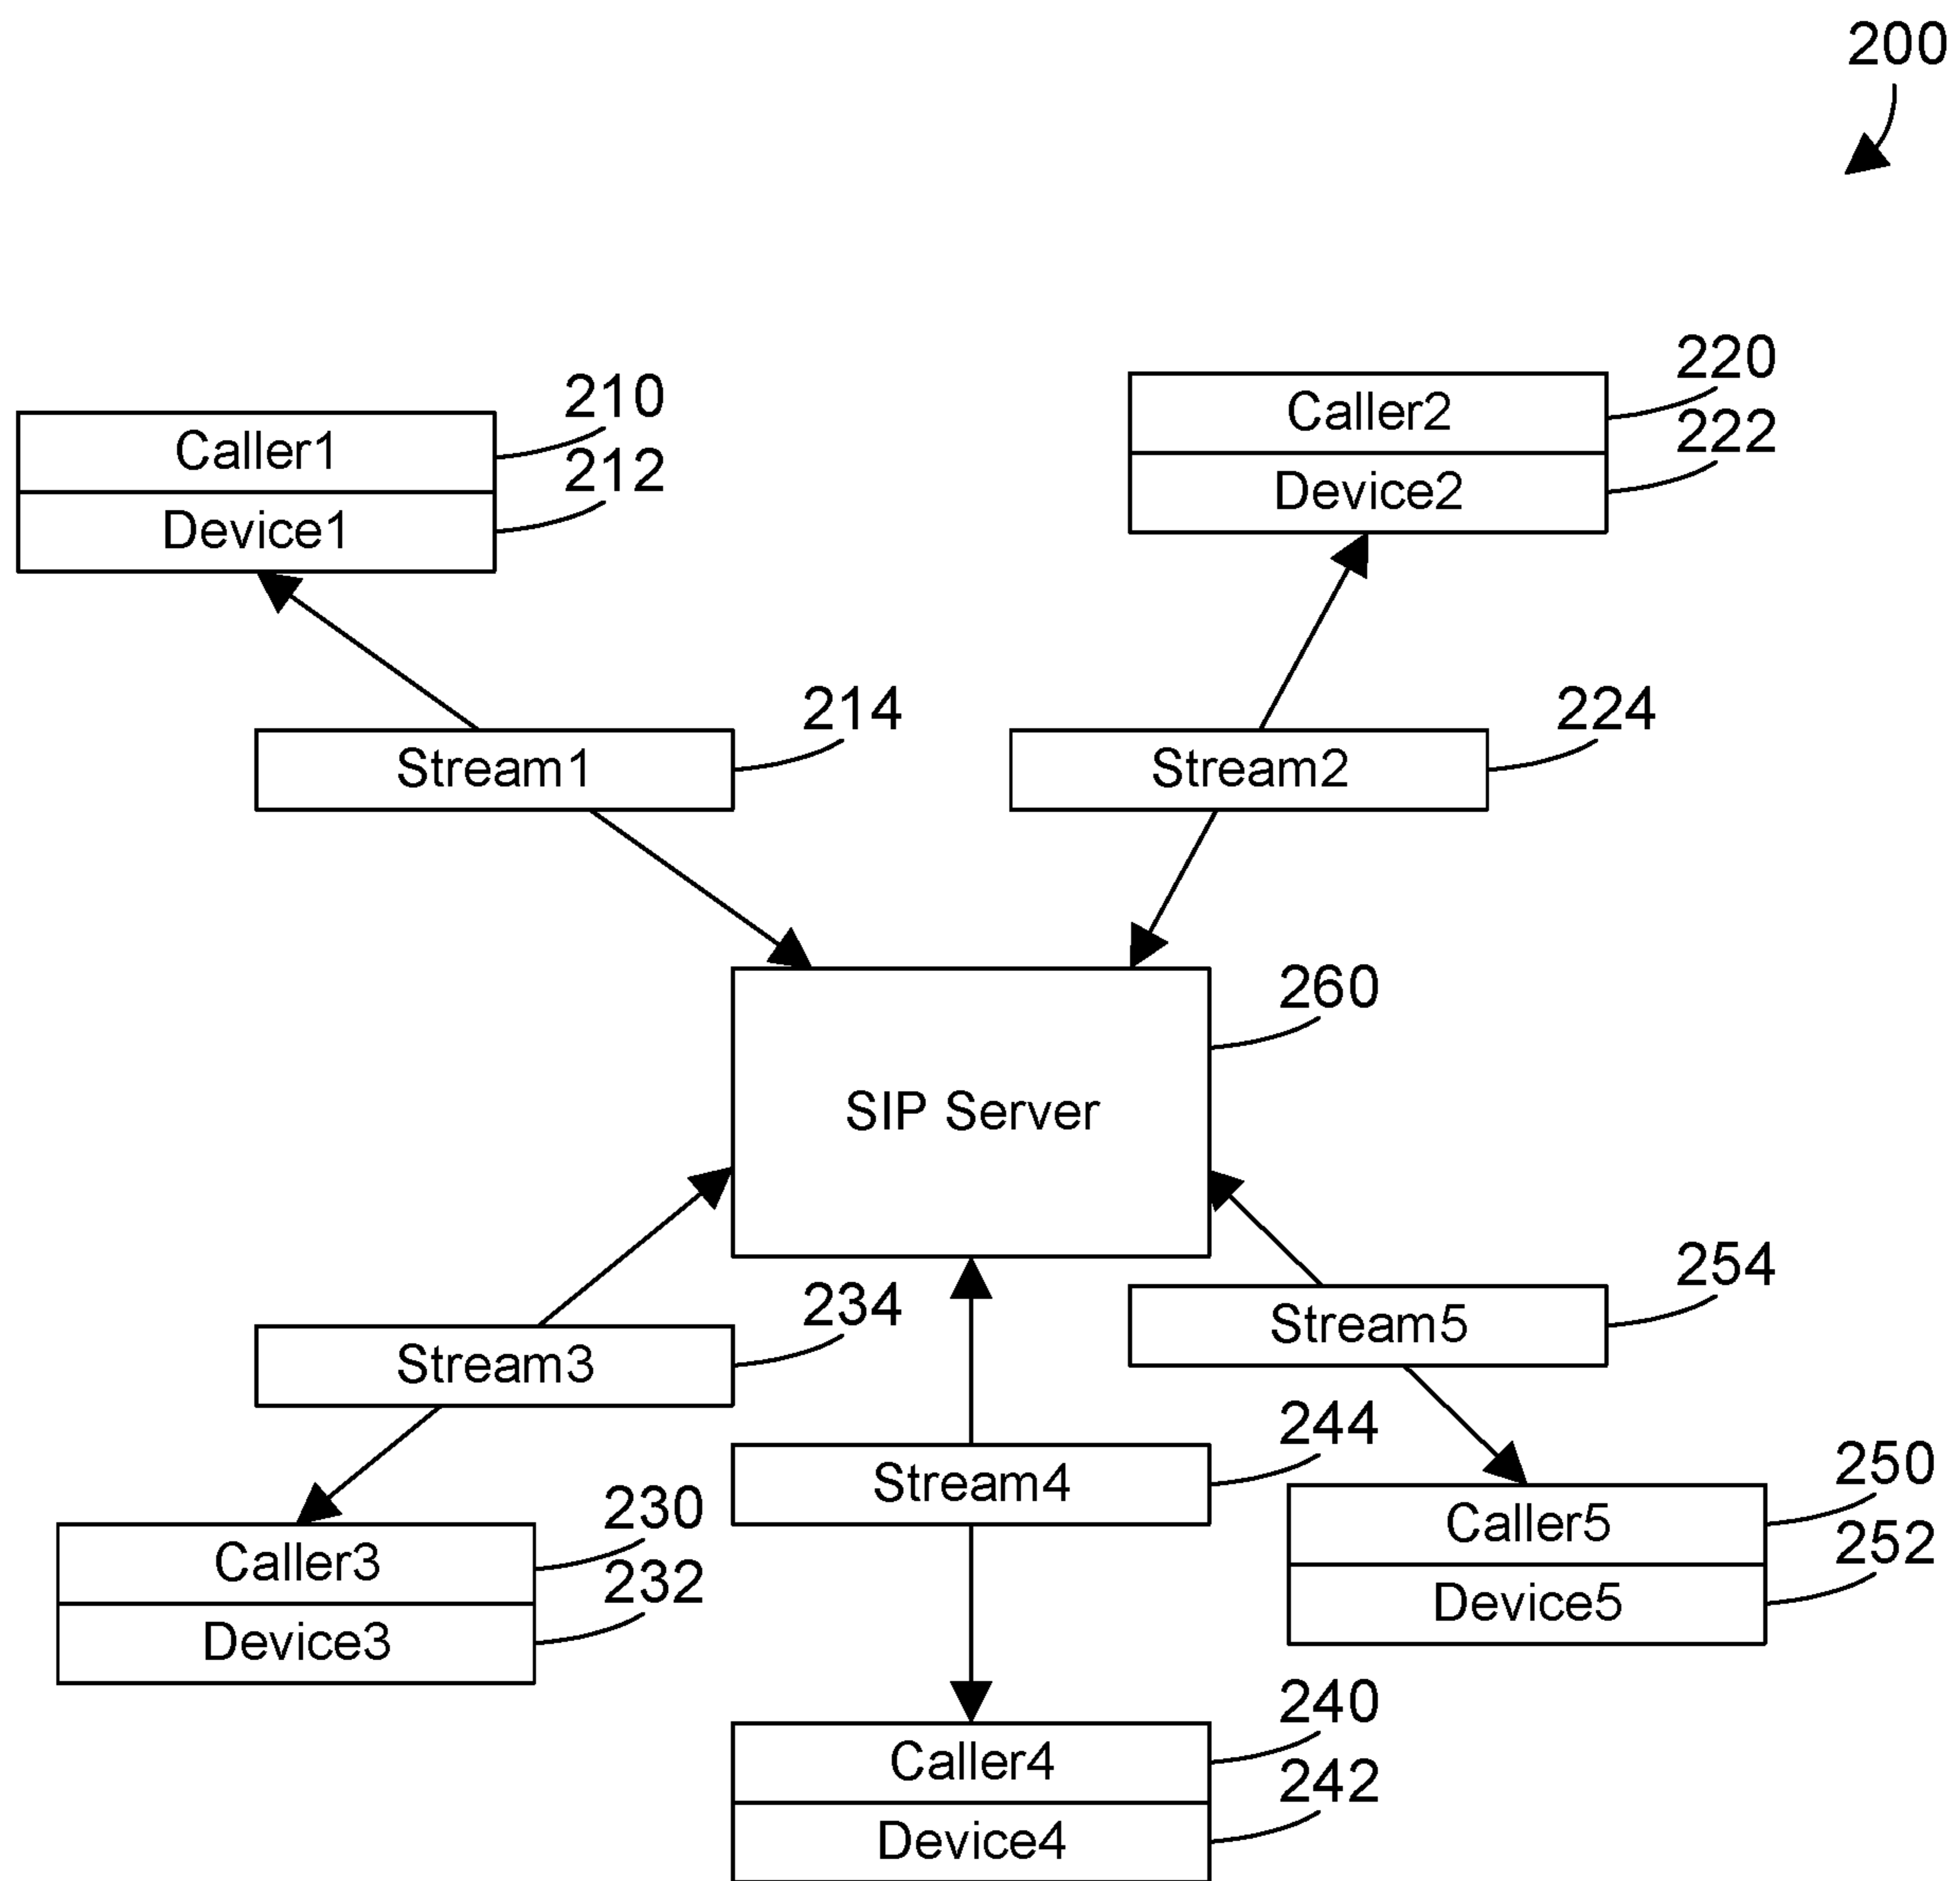 200
220
Caller2
222
Device2
210
Caller1
212
Device1
214
Stream1
224
Stream2
260
SIP Server
254
Stream5
234
Stream3
244
Stream4
250
Caller5
252
Device5
230
Caller3
232
Device3
240
Caller4
242
Device4